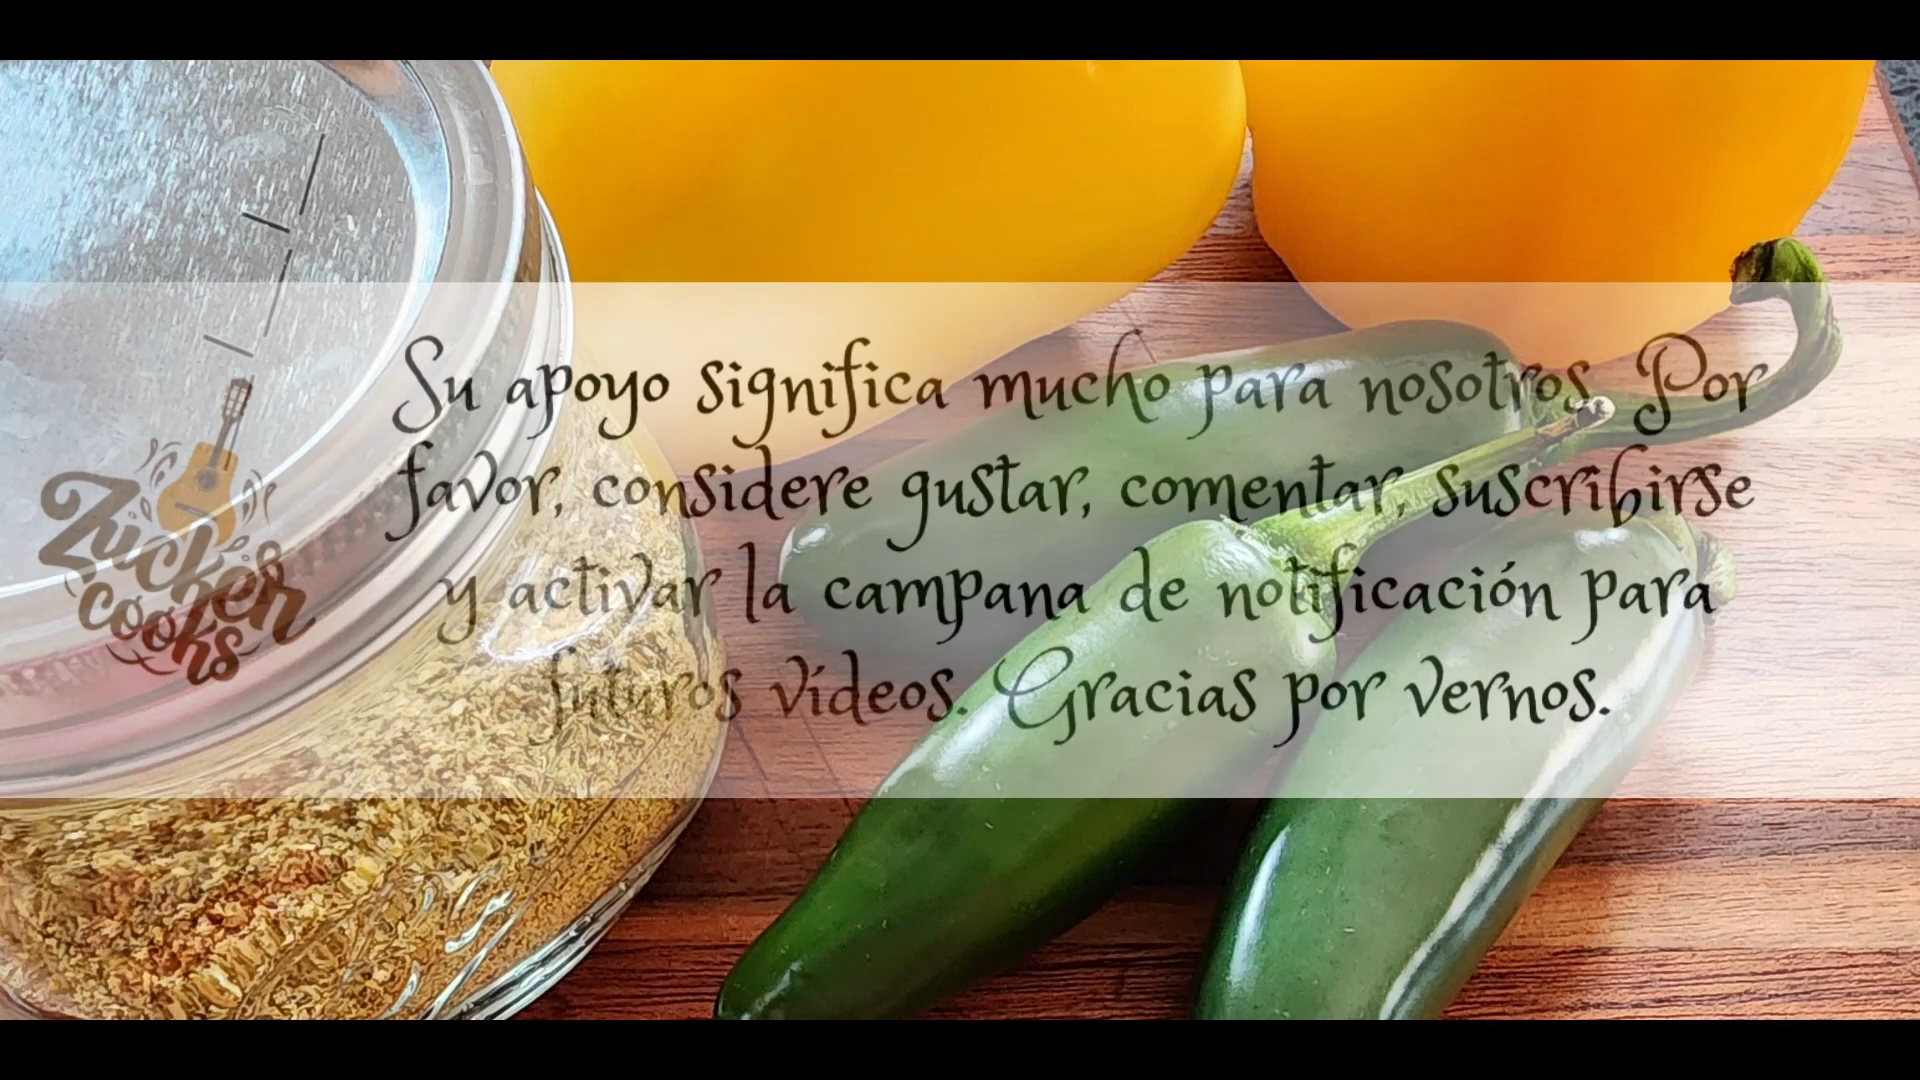 Su apoyo significa mucho para nosotros. Por
favor, considere gustar, comentar, suscribirse
y activar la campana de notificación para
futuros vídeos. Gracias por vernos.
Zucker
cooks